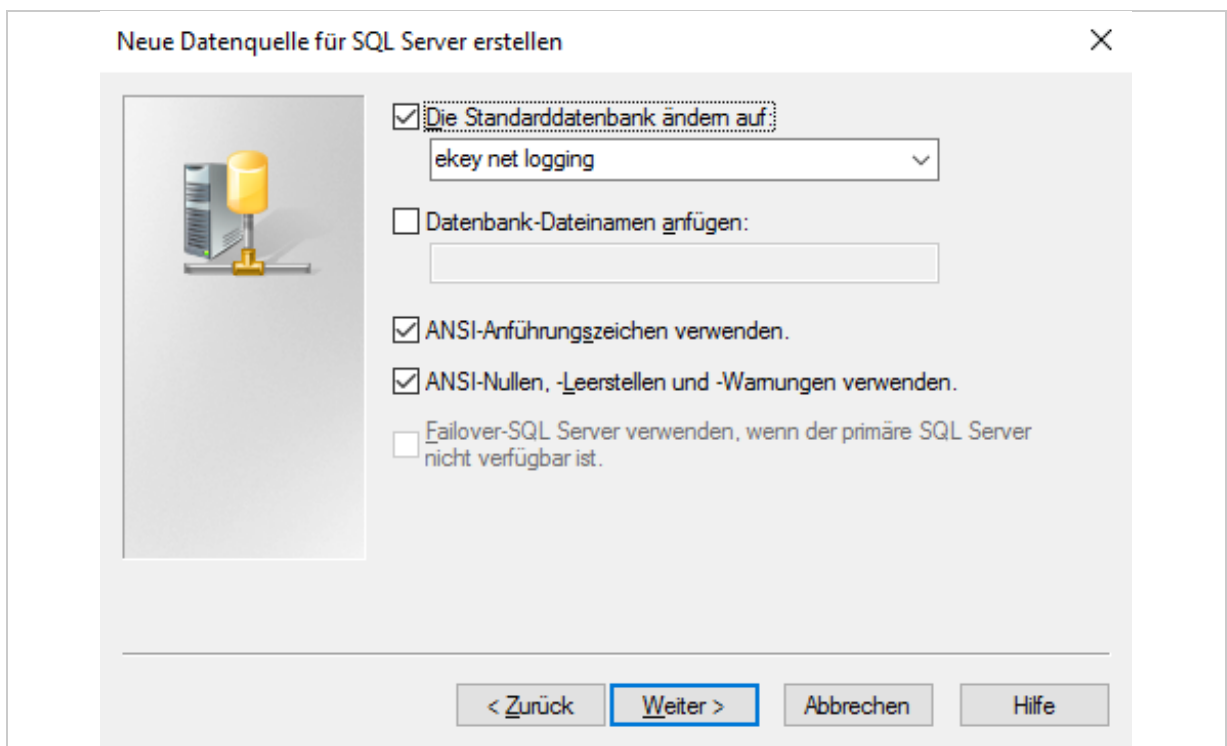 Neue Datenquelle für SQL Server erstellen
Die Standarddatenbank ändern auf:
ekey net logging
Datenbank-Dateinamen anfügen:
ANSI-Anführungszeichen verwenden.
ANSI-Nullen, -Leerstellen und -Warnungen verwenden.
Failover-SQL Server verwenden, wenn der primäre SQL Server
nicht verfügbar ist.
< Zurück Weiter > Abbrechen Hilfe